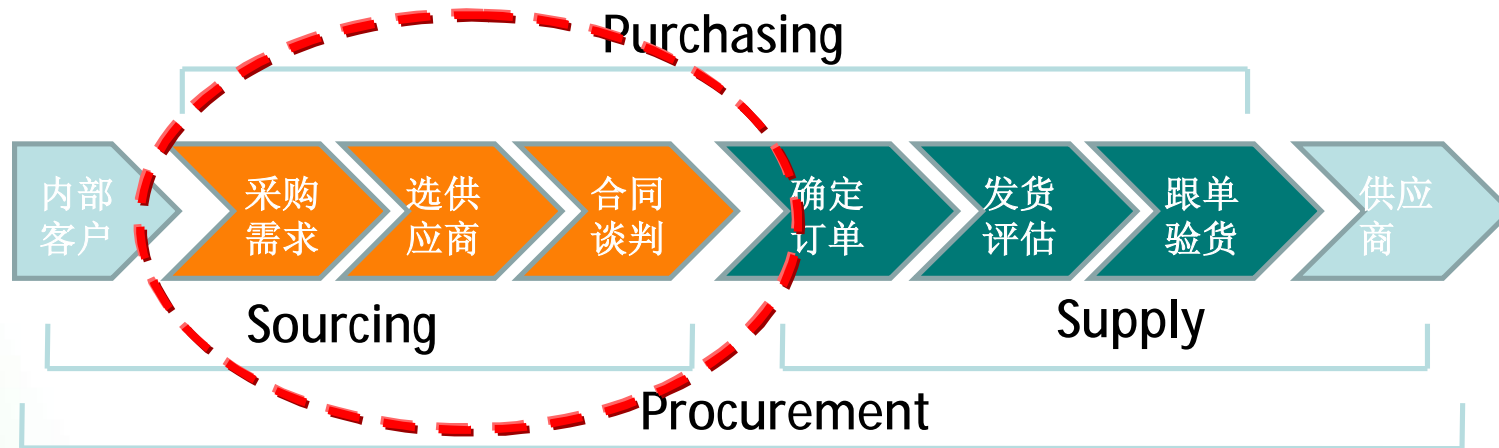 Purchasing
内部
客户
采购
需求
选供
应商
合同
谈判
确定
订单
发货
评估
跟单
验货
供应
商
Sourcing
Supply
Procurement